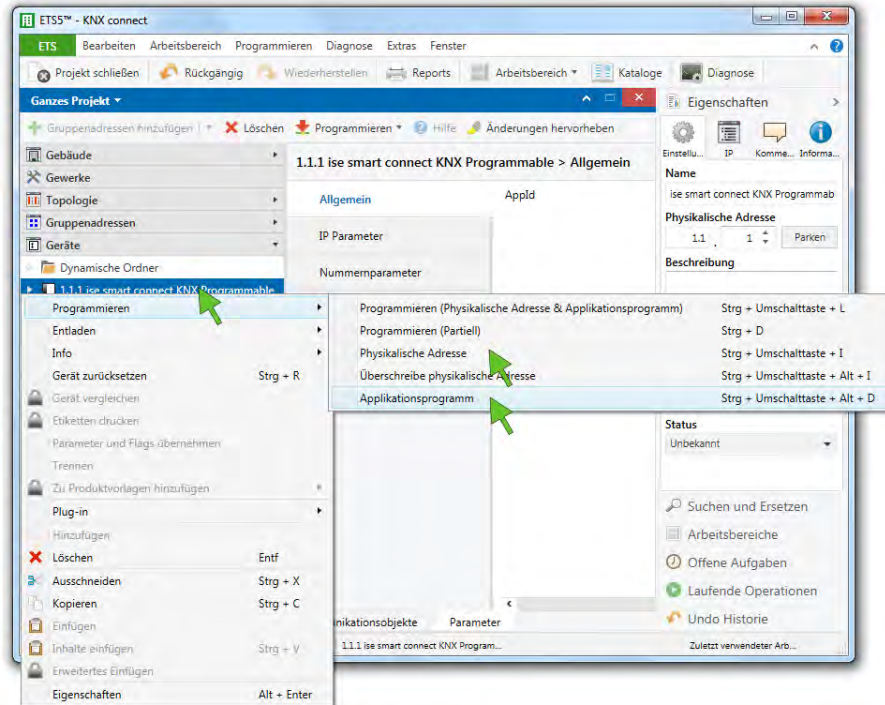 ETS5™ - KNX connect
ETS Bearbeiten Arbeitsbereich Programmieren Diagnose Extras Fenster
Projekt schließen Rückgängig Wiederherstellen Reports Arbeitsbereich Kataloge Diagnose
Ganzes Projekt
Gruppenadressen hinzufügen Löschen Programmieren Hilfe Änderungen hervorheben
Gebäude
Gewerke
Topologie
Gruppenadressen
Geräte
Dynamische Ordner
1.1.1 ise smart connect KNX Programmable
1.1.1 ise smart connect KNX Programmable > Allgemein
Allgemein
AppId
IP Parameter
Nummernparameter
Eigenschaften
Einstellu... IP Komme... Informa...
Name
ise smart connect KNX Programmab
Physikalische Adresse
1.1 . 1 Parken
Beschreibung
Programmieren
Entladen
Info
Gerät zurücksetzen Strg + R
Gerät vergleichen
Etiketten drucken
Parameter und Flags übernehmen
Trennen
Zu Produktvorlagen hinzufügen
Plug-in
Hinzufügen
Löschen Entf
Ausschneiden Strg + X
Kopieren Strg + C
Einfügen
Inhalte einfügen Strg + V
Erweitertes Einfügen
Eigenschaften Alt + Enter
Programmieren (Physikalische Adresse & Applikationsprogramm) Strg + Umschalttaste + L
Programmieren (Partiell) Strg + D
Physikalische Adresse Strg + Umschalttaste + I
Überschreibe physikalische Adresse Strg + Umschalttaste + Alt + I
Applikationsprogramm Strg + Umschalttaste + Alt + D
Status
Unbekannt
Suchen und Ersetzen
Arbeitsbereiche
Offene Aufgaben
Laufende Operationen
Undo Historie
nikationsobjekte Parameter
1.1.1 ise smart connect KNX Program...
Zuletzt verwendeter Arb...